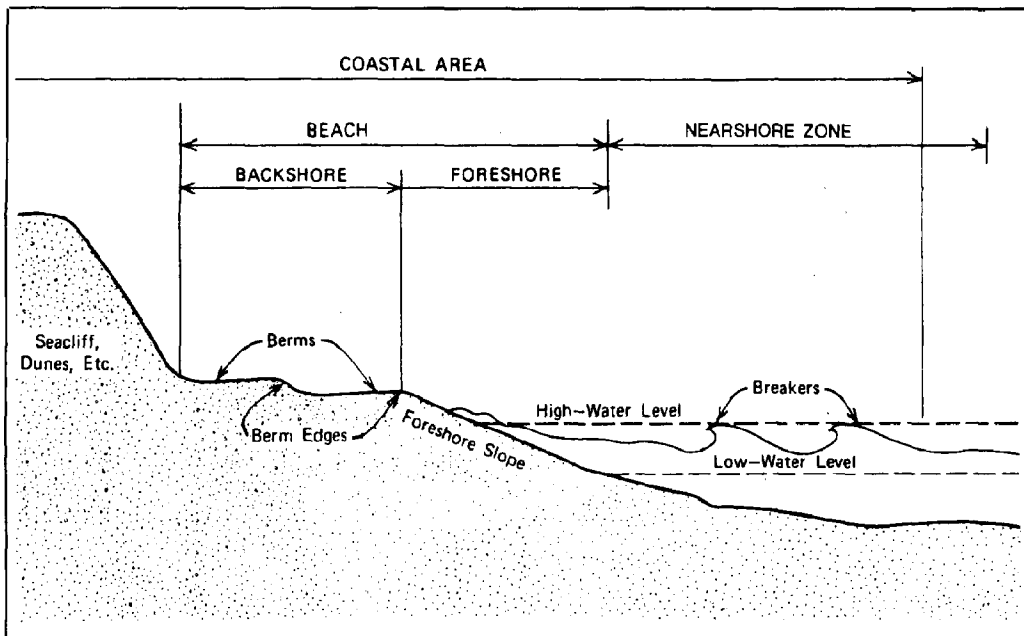 COASTAL AREA
BEACH
NEARSHORE ZONE
BACKSHORE
FORESHORE
Seacliff,
Dunes, Etc.
Berms
Berm Edges
Foreshore Slope
High–Water Level
Breakers
Low–Water Level